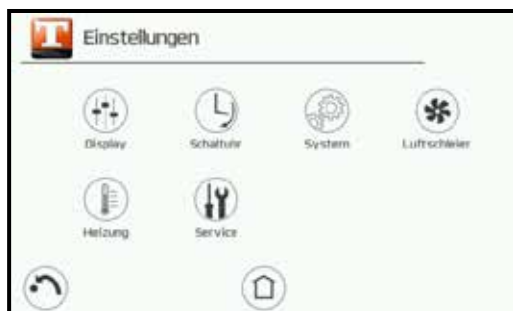 T Einstellungen
Display Schaltuhr System Luftschleier
Heizung Service